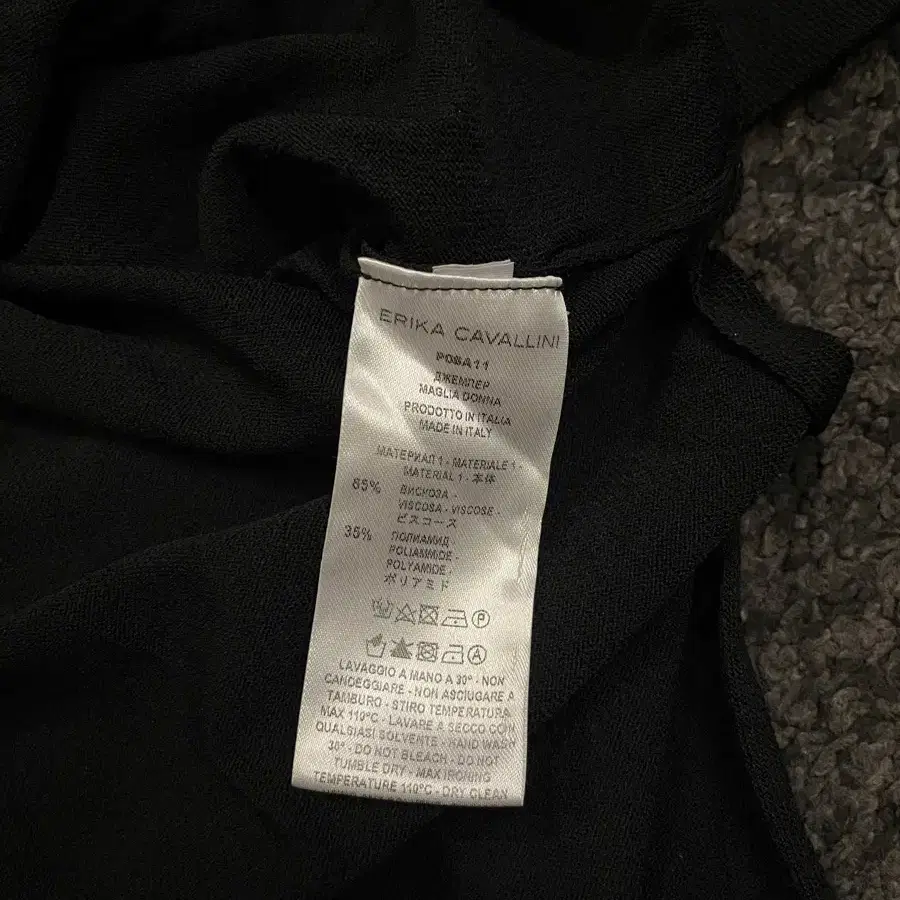 ERIKA CAVALLINI
P0BA11
ДЖЕМПЕР
MAGLIA DONNA
PRODOTTO IN ITALIA
MADE IN ITALY
МАТЕРИАЛ 1 - MATERIALE 1 -
MATERIAL 1 - 本体
65% ВИСКОЗА -
VISCOSA - VISCOSE -
ビスコース
35% ПОЛИАМИД -
POLIAMMIDE -
POLYAMIDE -
ポリアミド
P
A
LAVAGGIO A MANO A 30° - NON
CANDEGGIARE - NON ASCIUGARE A
TAMBURO - STIRO TEMPERATURA
MAX 110°C - LAVARE A SECCO CON
QUALSIASI SOLVENTE - HAND WASH
30° - DO NOT BLEACH - DO NOT
TUMBLE DRY - MAX IRONING
TEMPERATURE 110°C - DRY CLEAN